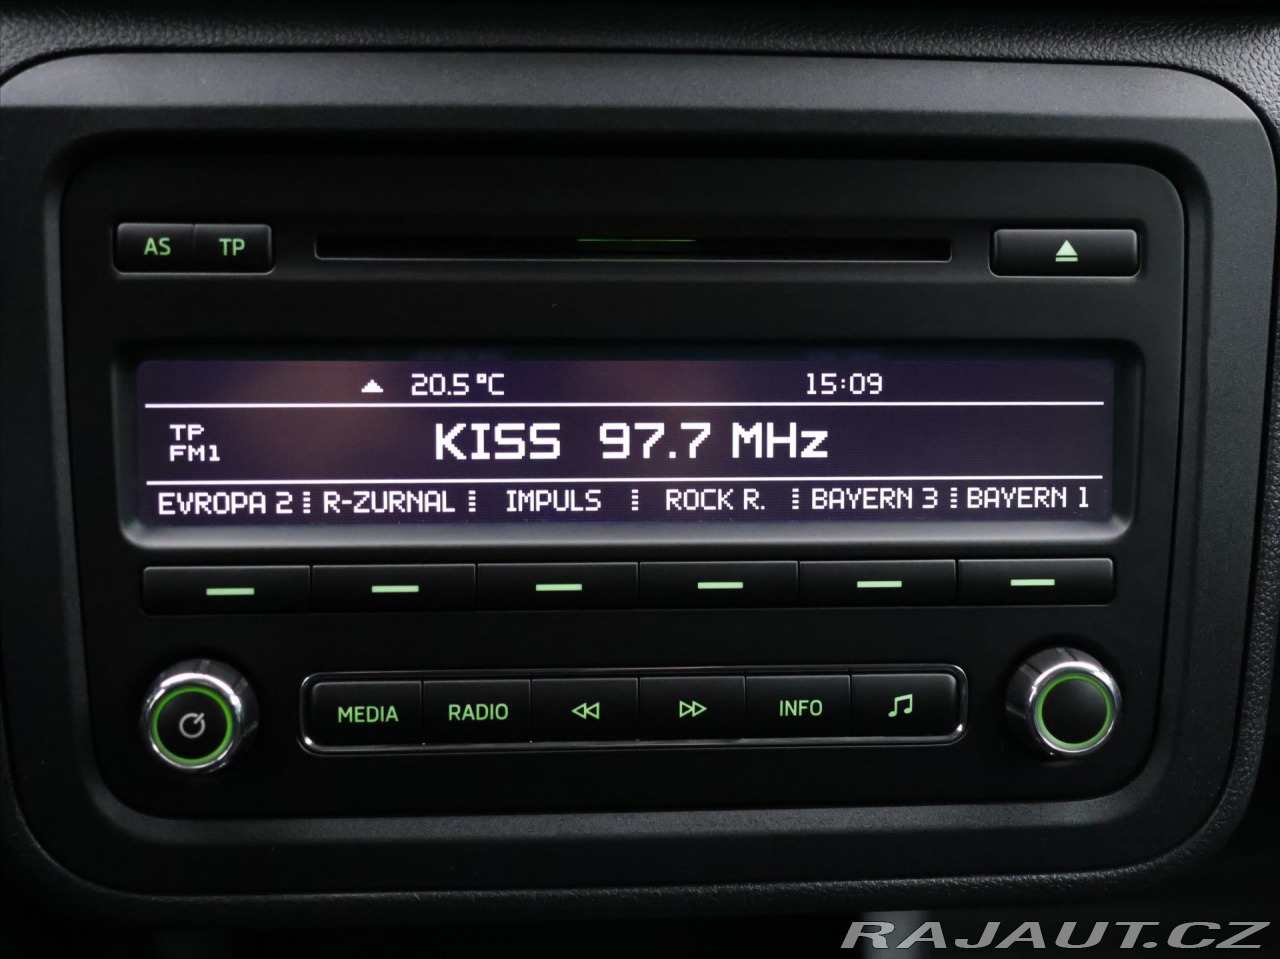 AS TP
20.5°C 15:09
TP
FM1
KISS 97.7 MHz
EVROPA 2 R-ZURNAL IMPULS ROCK R. BAYERN 3 BAYERN 1
MEDIA RADIO INFO
RAJAUT.CZ